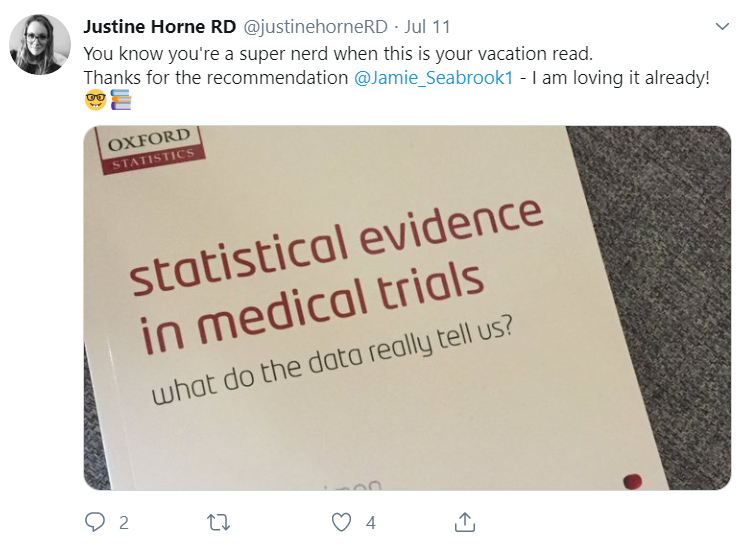 Justine Horne RD @justinehorneRD · Jul 11
You know you're a super nerd when this is your vacation read.
Thanks for the recommendation @Jamie_Seabrook1 - I am loving it already!
OXFORD
STATISTICS
statistical evidence
in medical trials
what do the data really tell us?
2 4